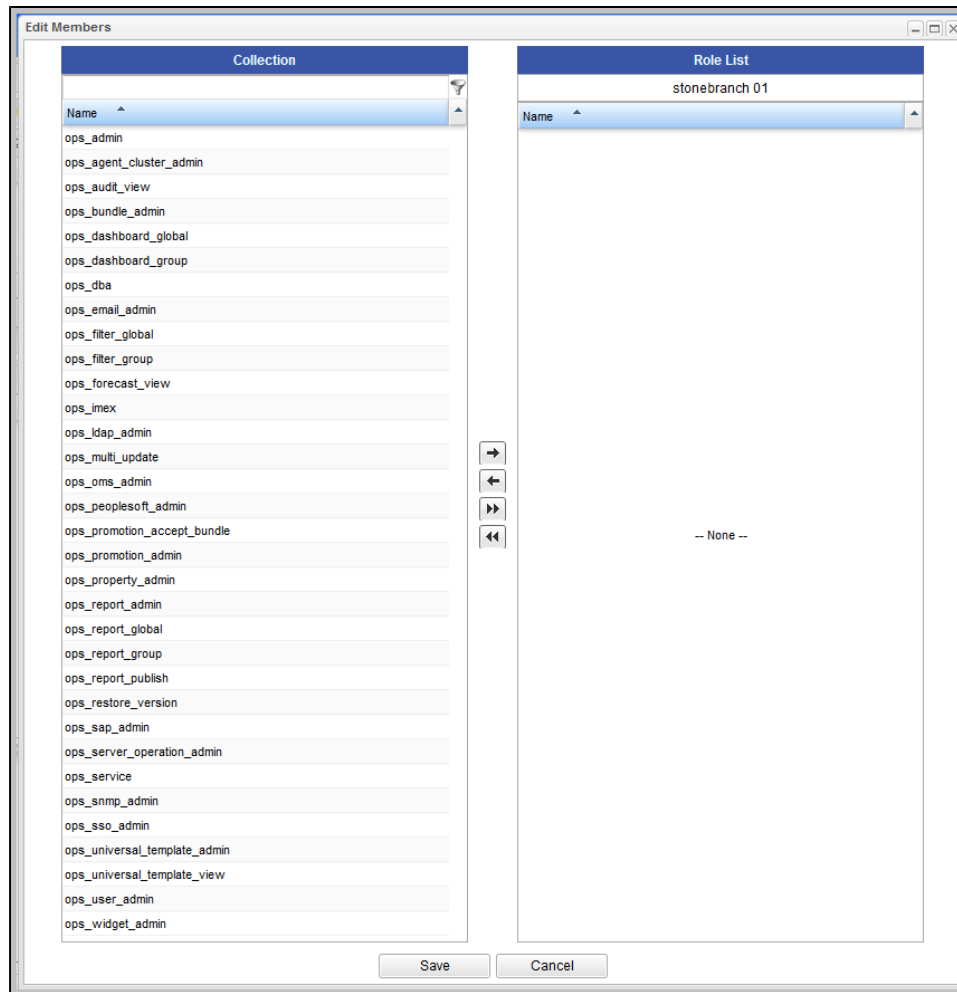 Edit Members
Collection
Name
ops_admin
ops_agent_cluster_admin
ops_audit_view
ops_bundle_admin
ops_dashboard_global
ops_dashboard_group
ops_dba
ops_email_admin
ops_filter_global
ops_filter_group
ops_forecast_view
ops_imex
ops_ldap_admin
ops_multi_update
ops_oms_admin
ops_peoplesoft_admin
ops_promotion_accept_bundle
ops_promotion_admin
ops_property_admin
ops_report_admin
ops_report_global
ops_report_group
ops_report_publish
ops_restore_version
ops_sap_admin
ops_server_operation_admin
ops_service
ops_snmp_admin
ops_sso_admin
ops_universal_template_admin
ops_universal_template_view
ops_user_admin
ops_widget_admin
Role List
stonebranch 01
Name
-- None --
Save
Cancel